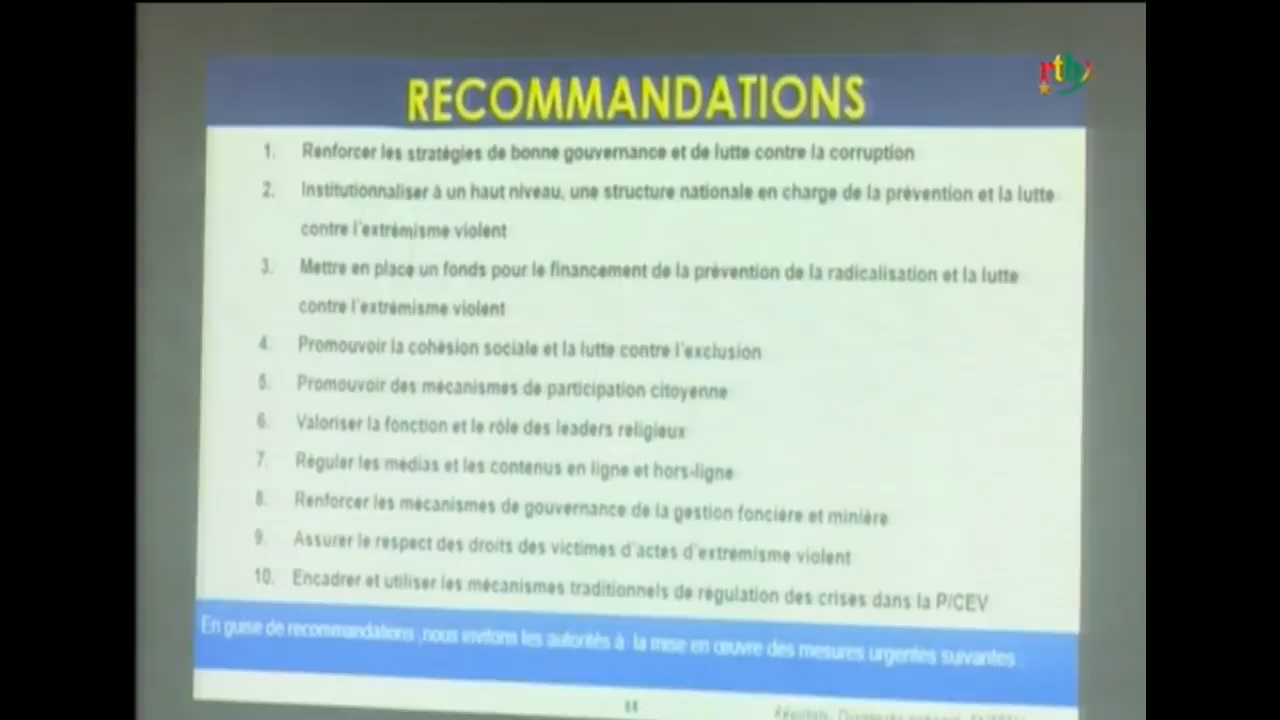 rtb
RECOMMANDATIONS
1. Renforcer les stratégies de bonne gouvernance et de lutte contre la corruption
2. Institutionnaliser à un haut niveau, une structure nationale en charge de la prévention et la lutte
contre l'extrémisme violent
3. Mettre en place un fonds pour le financement de la prévention de la radicalisation et la lutte
contre l'extrémisme violent
4. Promouvoir la cohésion sociale et la lutte contre l'exclusion
5. Promouvoir des mécanismes de participation citoyenne
6. Valoriser la fonction et le rôle des leaders religieux
7. Réguler les médias et les contenus en ligne et hors-ligne
8. Renforcer les mécanismes de gouvernance de la gestion foncière et minière
9. Assurer le respect des droits des victimes d'actes d'extrémisme violent
10. Encadrer et utiliser les mécanismes traditionnels de régulation des crises dans la P/CEV
En guise de recommandations ,nous invitons les autorités à la mise en œuvre des mesures urgentes suivantes :